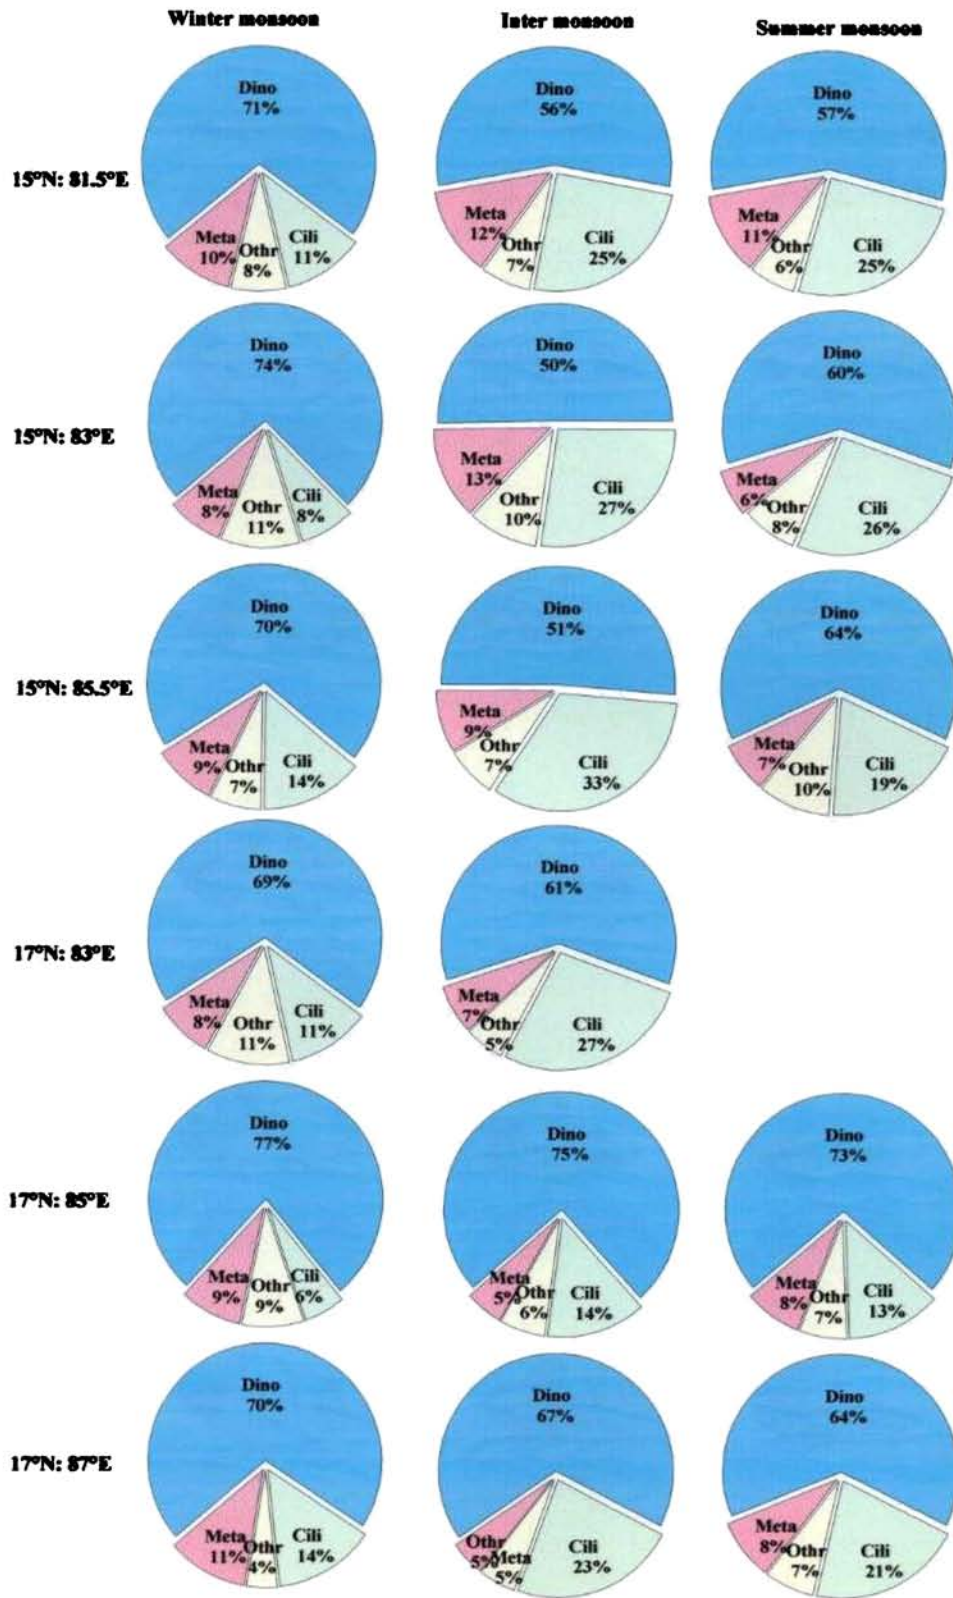 Winter monsoon
Inter monsoon
Summer monsoon
15°N: 81.5°E
Dino
71%
Meta
10%
Othr
8%
Cili
11%
Dino
56%
Meta
12%
Othr
7%
Cili
25%
Dino
57%
Meta
11%
Othr
6%
Cili
25%
15°N: 83°E
Dino
74%
Meta
8%
Othr
11%
Cili
8%
Dino
50%
Meta
13%
Othr
10%
Cili
27%
Dino
60%
Meta
6%
Othr
8%
Cili
26%
15°N: 85.5°E
Dino
70%
Meta
9%
Othr
7%
Cili
14%
Dino
51%
Meta
9%
Othr
7%
Cili
33%
Dino
64%
Meta
7%
Othr
10%
Cili
19%
17°N: 83°E
Dino
69%
Meta
8%
Othr
11%
Cili
11%
Dino
61%
Meta
7%
Othr
5%
Cili
27%
17°N: 85°E
Dino
77%
Meta
9%
Othr
9%
Cili
6%
Dino
75%
Meta
5%
Othr
6%
Cili
14%
Dino
73%
Meta
8%
Othr
7%
Cili
13%
17°N: 87°E
Dino
70%
Meta
11%
Othr
4%
Cili
14%
Dino
67%
Othr
5%
Meta
5%
Cili
23%
Dino
64%
Meta
8%
Othr
7%
Cili
21%